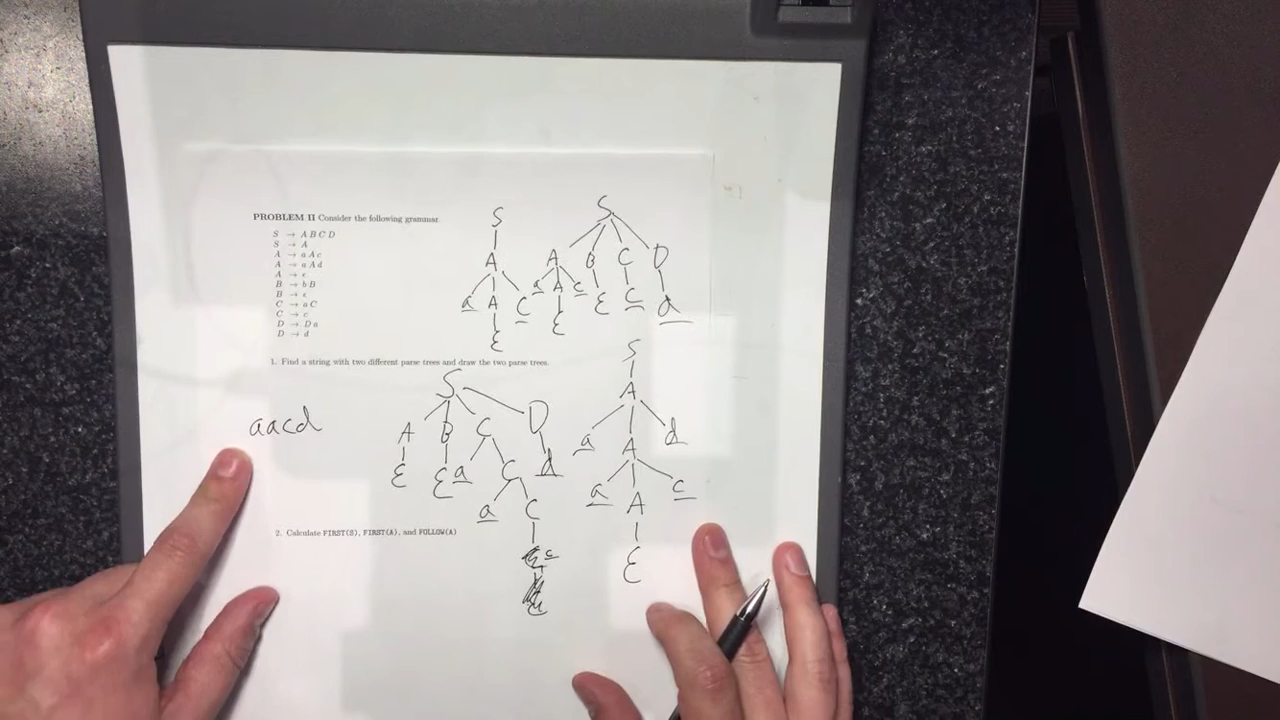 PROBLEM II Consider the following grammar.
S → A B C D
S → A
A → a A c
A → a A d
A → ϵ
B → b B
B → ϵ
C → a C
C → c
D → D a
D → d
S
A
a A c
ε
S
A B C D
a A c ε c d
ε
1. Find a string with two different parse trees and draw the two parse trees.
aacd
S
A B C D
ε ε a C d
a C
c
S
A
a A d
a A c
ε
2. Calculate FIRST(S), FIRST(A), and FOLLOW(A)